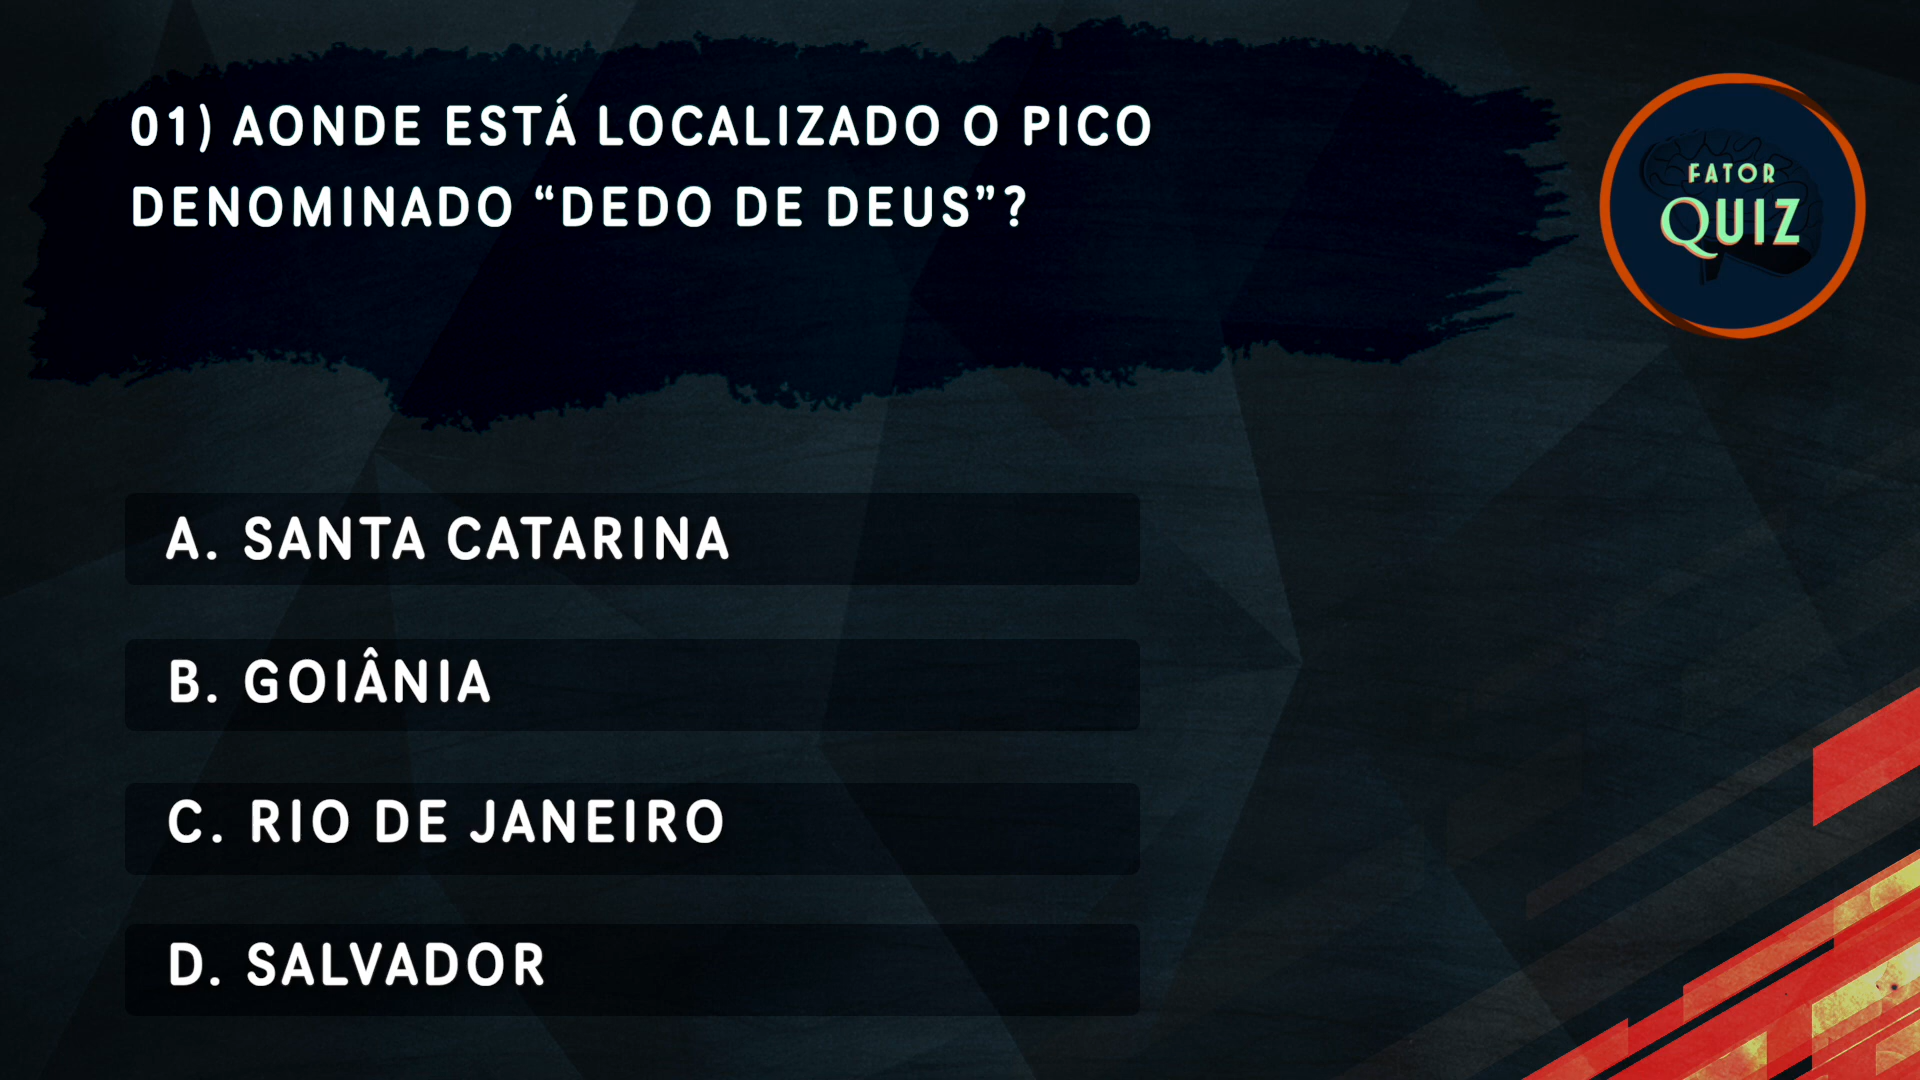 01) AONDE ESTÁ LOCALIZADO O PICO
DENOMINADO “DEDO DE DEUS”?
FATOR
QUIZ
A. SANTA CATARINA
B. GOIÂNIA
C. RIO DE JANEIRO
D. SALVADOR